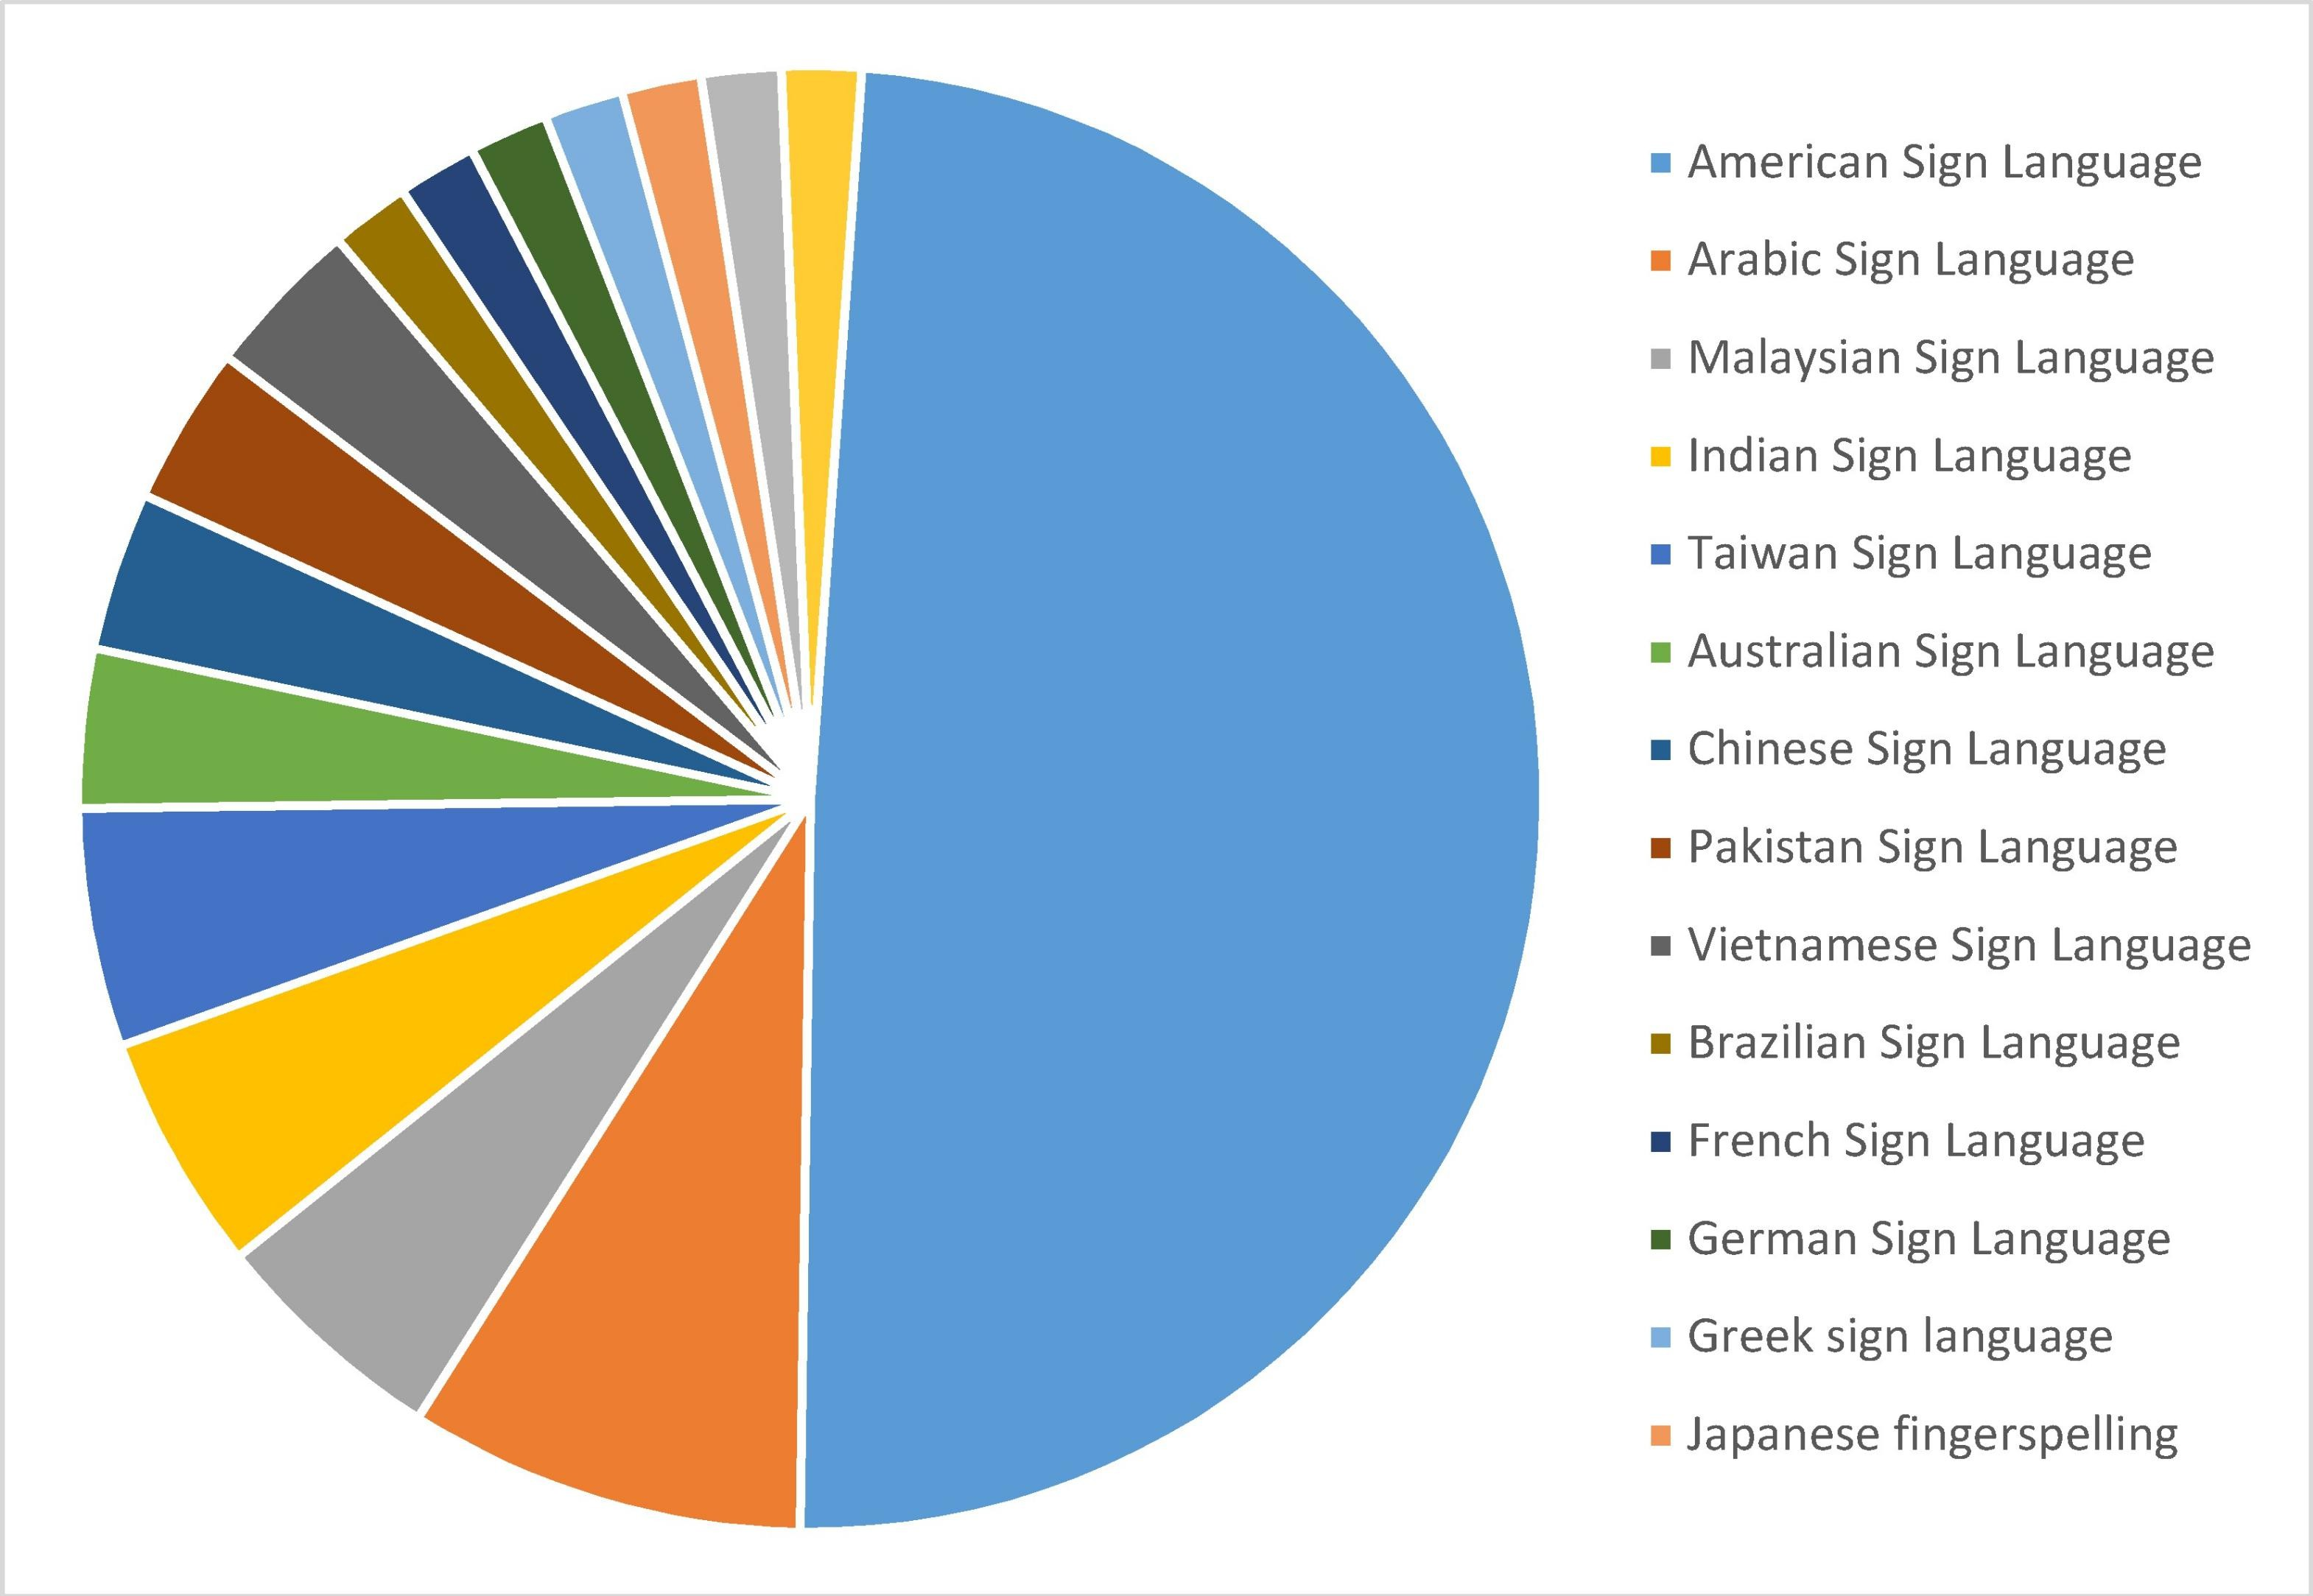 American Sign Language
Arabic Sign Language
Malaysian Sign Language
Indian Sign Language
Taiwan Sign Language
Australian Sign Language
Chinese Sign Language
Pakistan Sign Language
Vietnamese Sign Language
Brazilian Sign Language
French Sign Language
German Sign Language
Greek sign language
Japanese fingerspelling